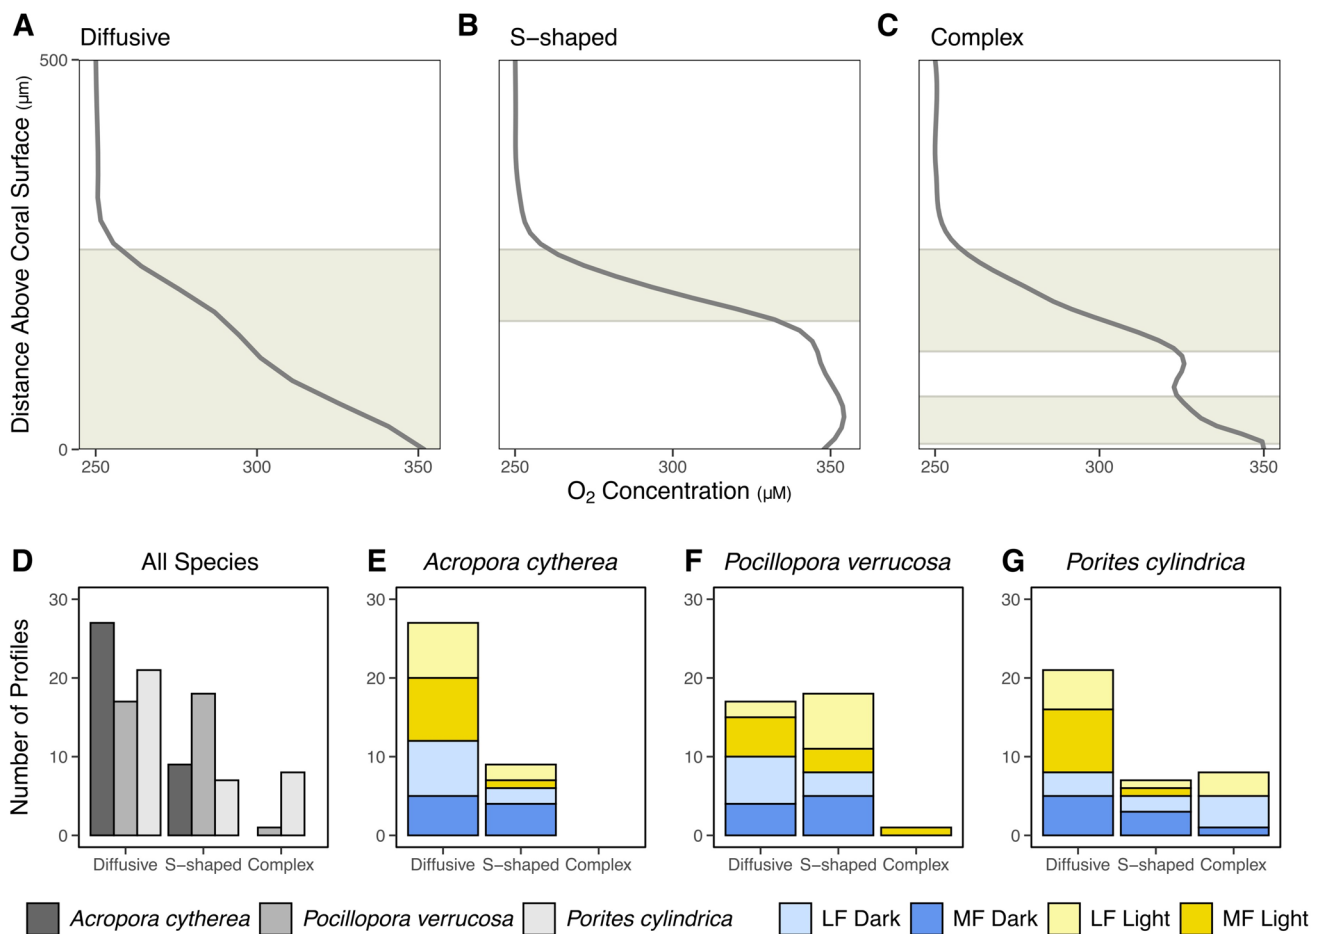 A Diffusive
B S−shaped
C Complex
Distance Above Coral Surface (µm)
500
0
250 300 350
250 300 350
250 300 350
O2 Concentration (µM)
D All Species
E Acropora cytherea
F Pocillopora verrucosa
G Porites cylindrica
Number of Profiles
30
20
10
0
Diffusive S−shaped Complex
30
20
10
0
Diffusive S−shaped Complex
30
20
10
0
Diffusive S−shaped Complex
30
20
10
0
Diffusive S−shaped Complex
Acropora cytherea Pocillopora verrucosa Porites cylindrica
LF Dark MF Dark LF Light MF Light